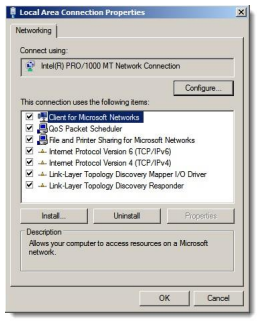 Local Area Connection Properties
Networking
Connect using:
Intel(R) PRO/1000 MT Network Connection
Configure...
This connection uses the following items:
Client for Microsoft Networks
QoS Packet Scheduler
File and Printer Sharing for Microsoft Networks
Internet Protocol Version 6 (TCP/IPv6)
Internet Protocol Version 4 (TCP/IPv4)
Link-Layer Topology Discovery Mapper I/O Driver
Link-Layer Topology Discovery Responder
Install...
Uninstall
Properties
Description
Allows your computer to access resources on a Microsoft
network.
OK
Cancel